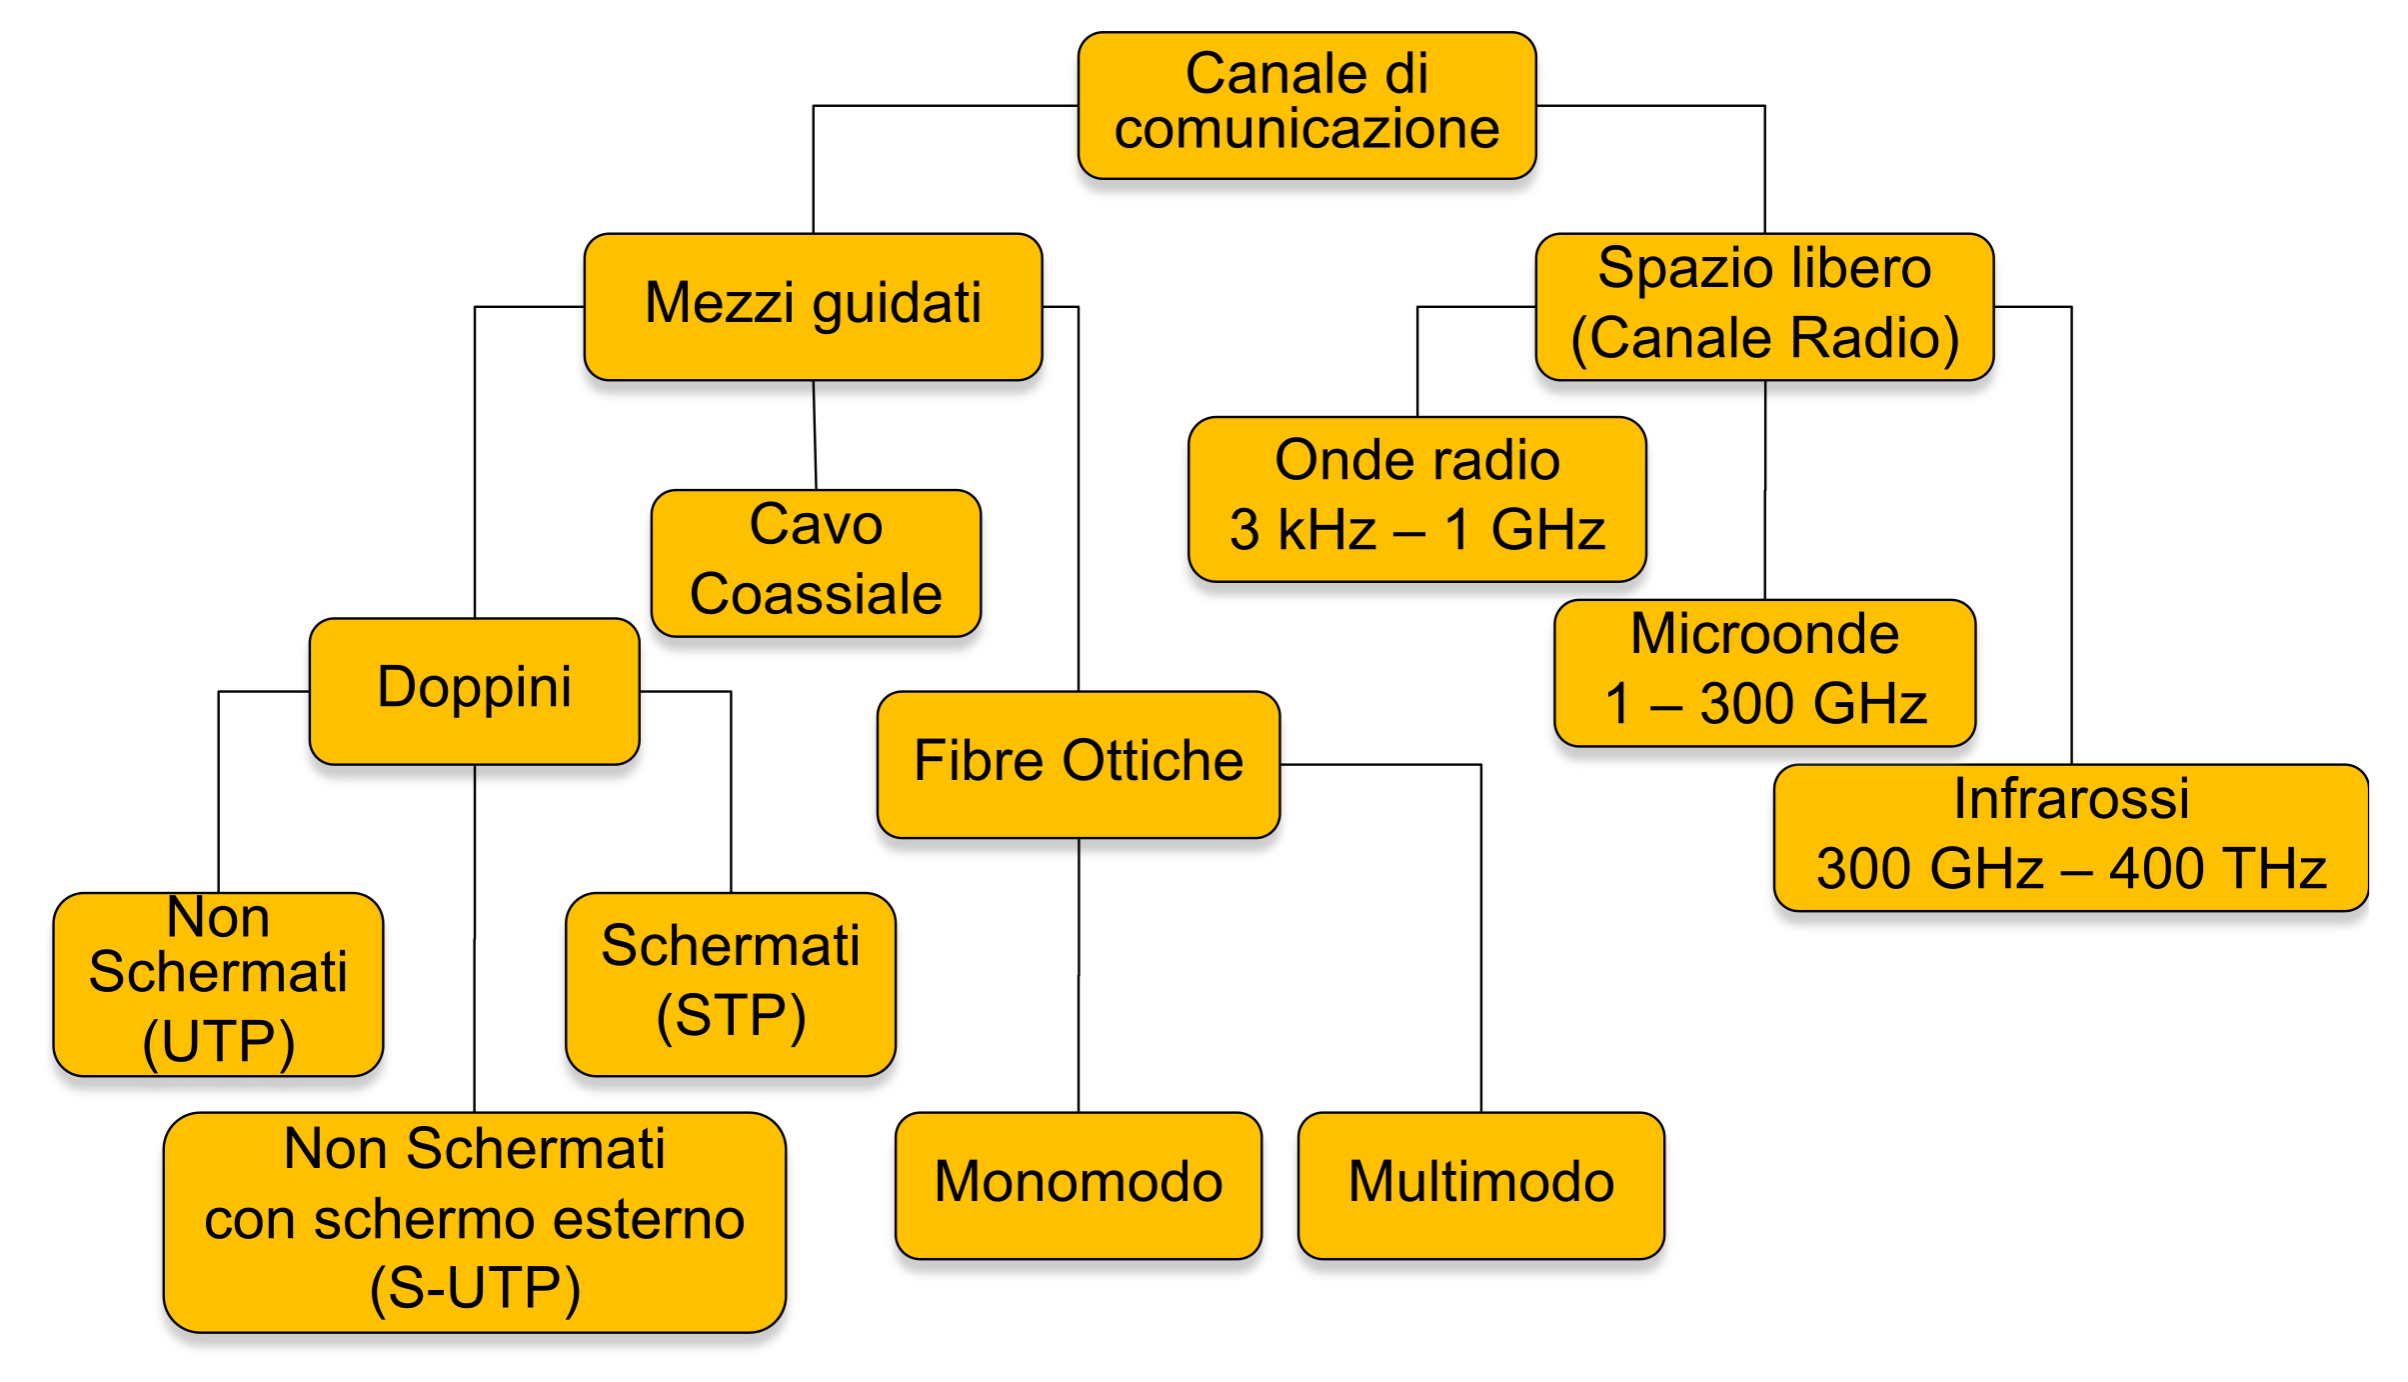 Canale di
comunicazione
Mezzi guidati
Spazio libero
(Canale Radio)
Onde radio
3 kHz – 1 GHz
Cavo
Coassiale
Microonde
1 – 300 GHz
Doppini
Fibre Ottiche
Infrarossi
300 GHz – 400 THz
Non
Schermati
(UTP)
Schermati
(STP)
Non Schermati
con schermo esterno
(S-UTP)
Monomodo
Multimodo